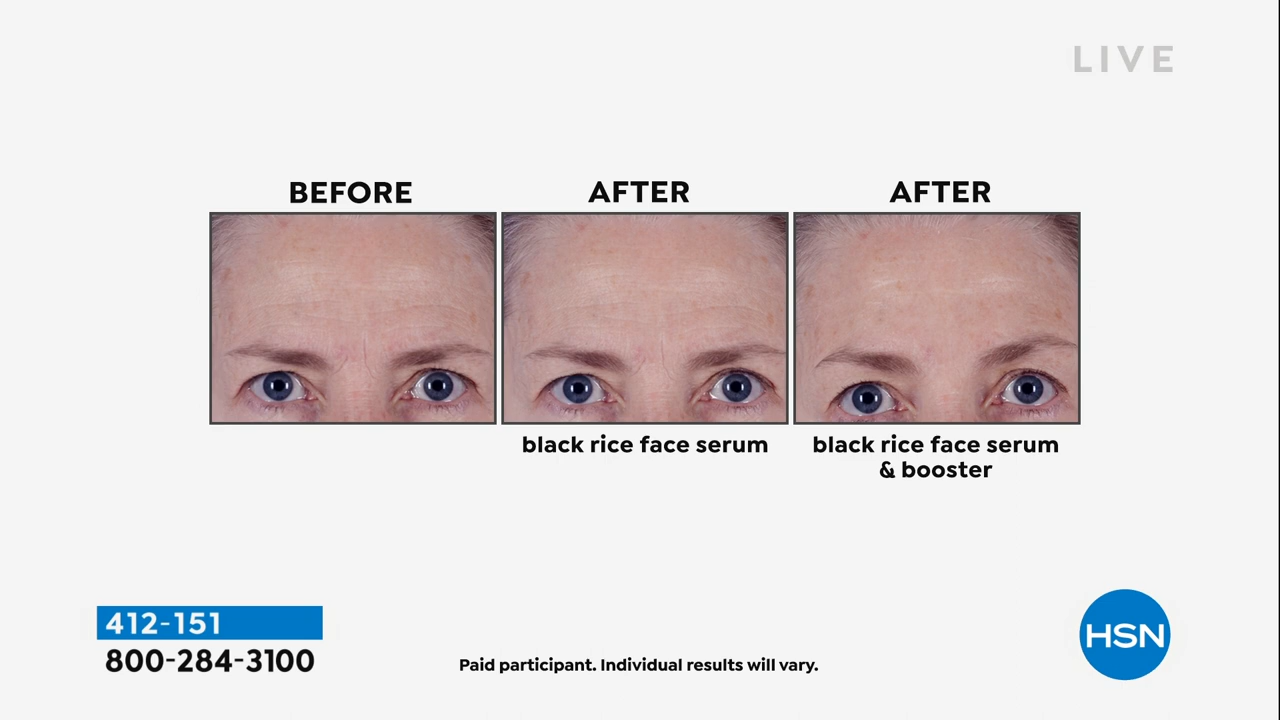 LIVE
BEFORE
AFTER
AFTER
black rice face serum
black rice face serum
& booster
412-151
800-284-3100
Paid participant. Individual results will vary.
HSN